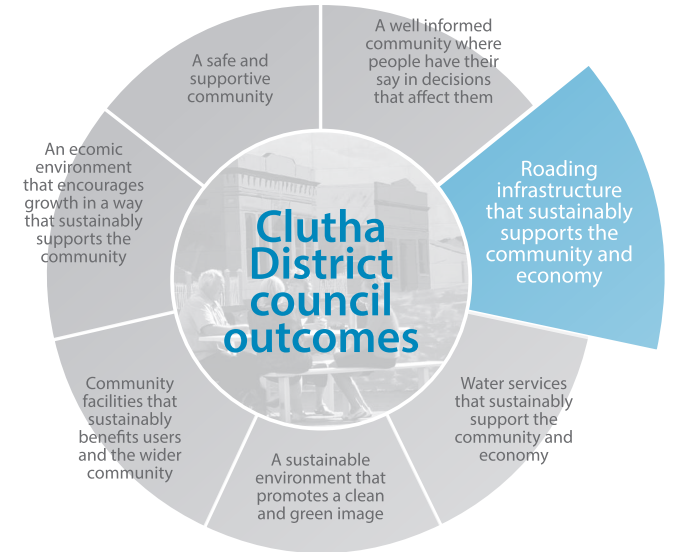 A well informed
community where
people have their
say in decisions
that affect them
Roading
infrastructure
that sustainably
supports the
community and
economy
Water services
that sustainably
support the
community and
economy
A sustainable
environment that
promotes a clean
and green image
Community
facilities that
sustainably
benefits users
and the wider
community
An ecomic
environment
that encourages
growth in a way
that sustainably
supports the
community
A safe and
supportive
community
Clutha
District
council
outcomes